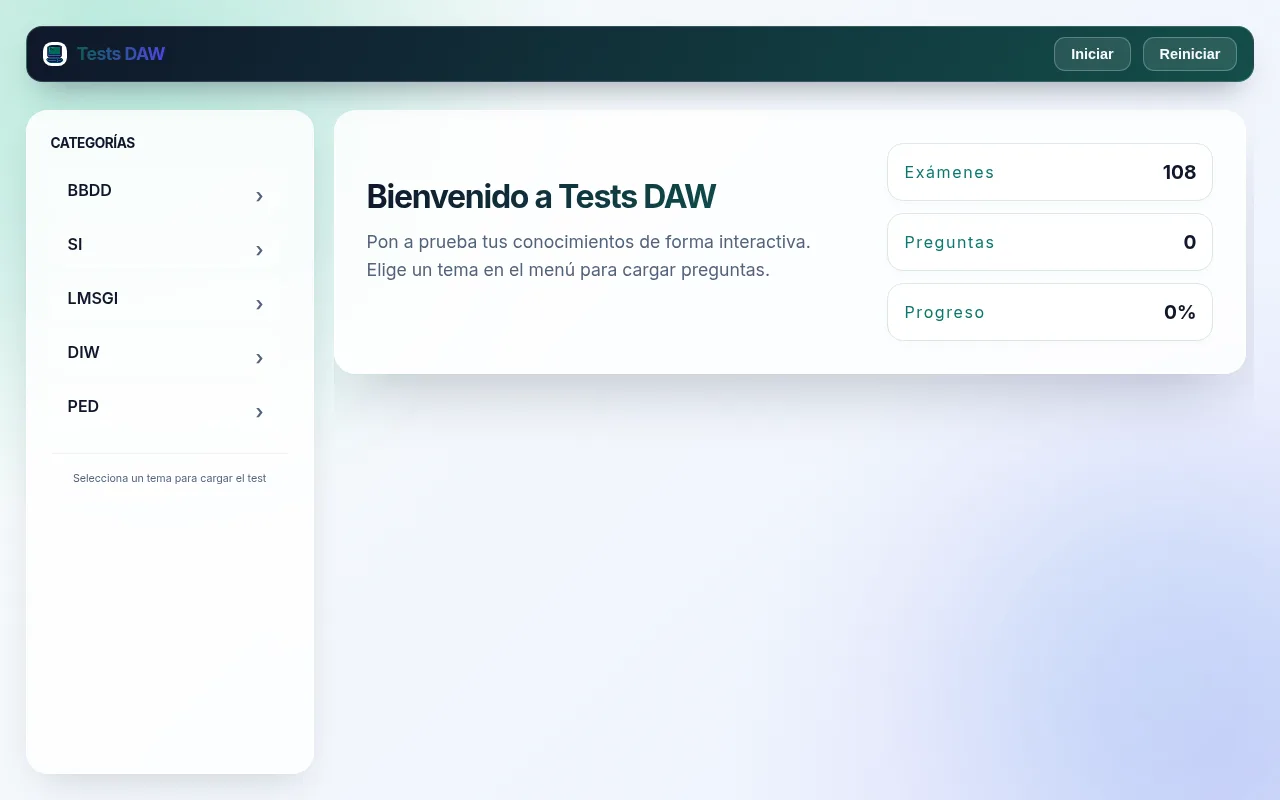 Tests DAW
Iniciar
Reiniciar
CATEGORÍAS
BBDD
SI
LMSGI
DIW
PED
Selecciona un tema para cargar el test
Bienvenido a Tests DAW
Pon a prueba tus conocimientos de forma interactiva.
Elige un tema en el menú para cargar preguntas.
Exámenes 108
Preguntas 0
Progreso 0%